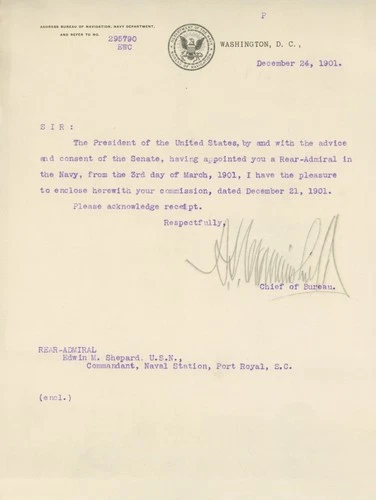 P
ADDRESS BUREAU OF NAVIGATION, NAVY DEPARTMENT,
AND REFER TO NO.
295790
ENC
WASHINGTON, D. C.,
December 24, 1901.
SIR:
The President of the United States, by and with the advice
and consent of the Senate, having appointed you a Rear-Admiral in
the Navy, from the 3rd day of March, 1901, I have the pleasure
to enclose herewith your commission, dated December 21, 1901.
Please acknowledge receipt.
Respectfully,
Chief of Bureau.
REAR-ADMIRAL
Edwin M. Shepard. U.S.N.,
Commandant, Naval Station, Port Royal, S.C.
(encl.)